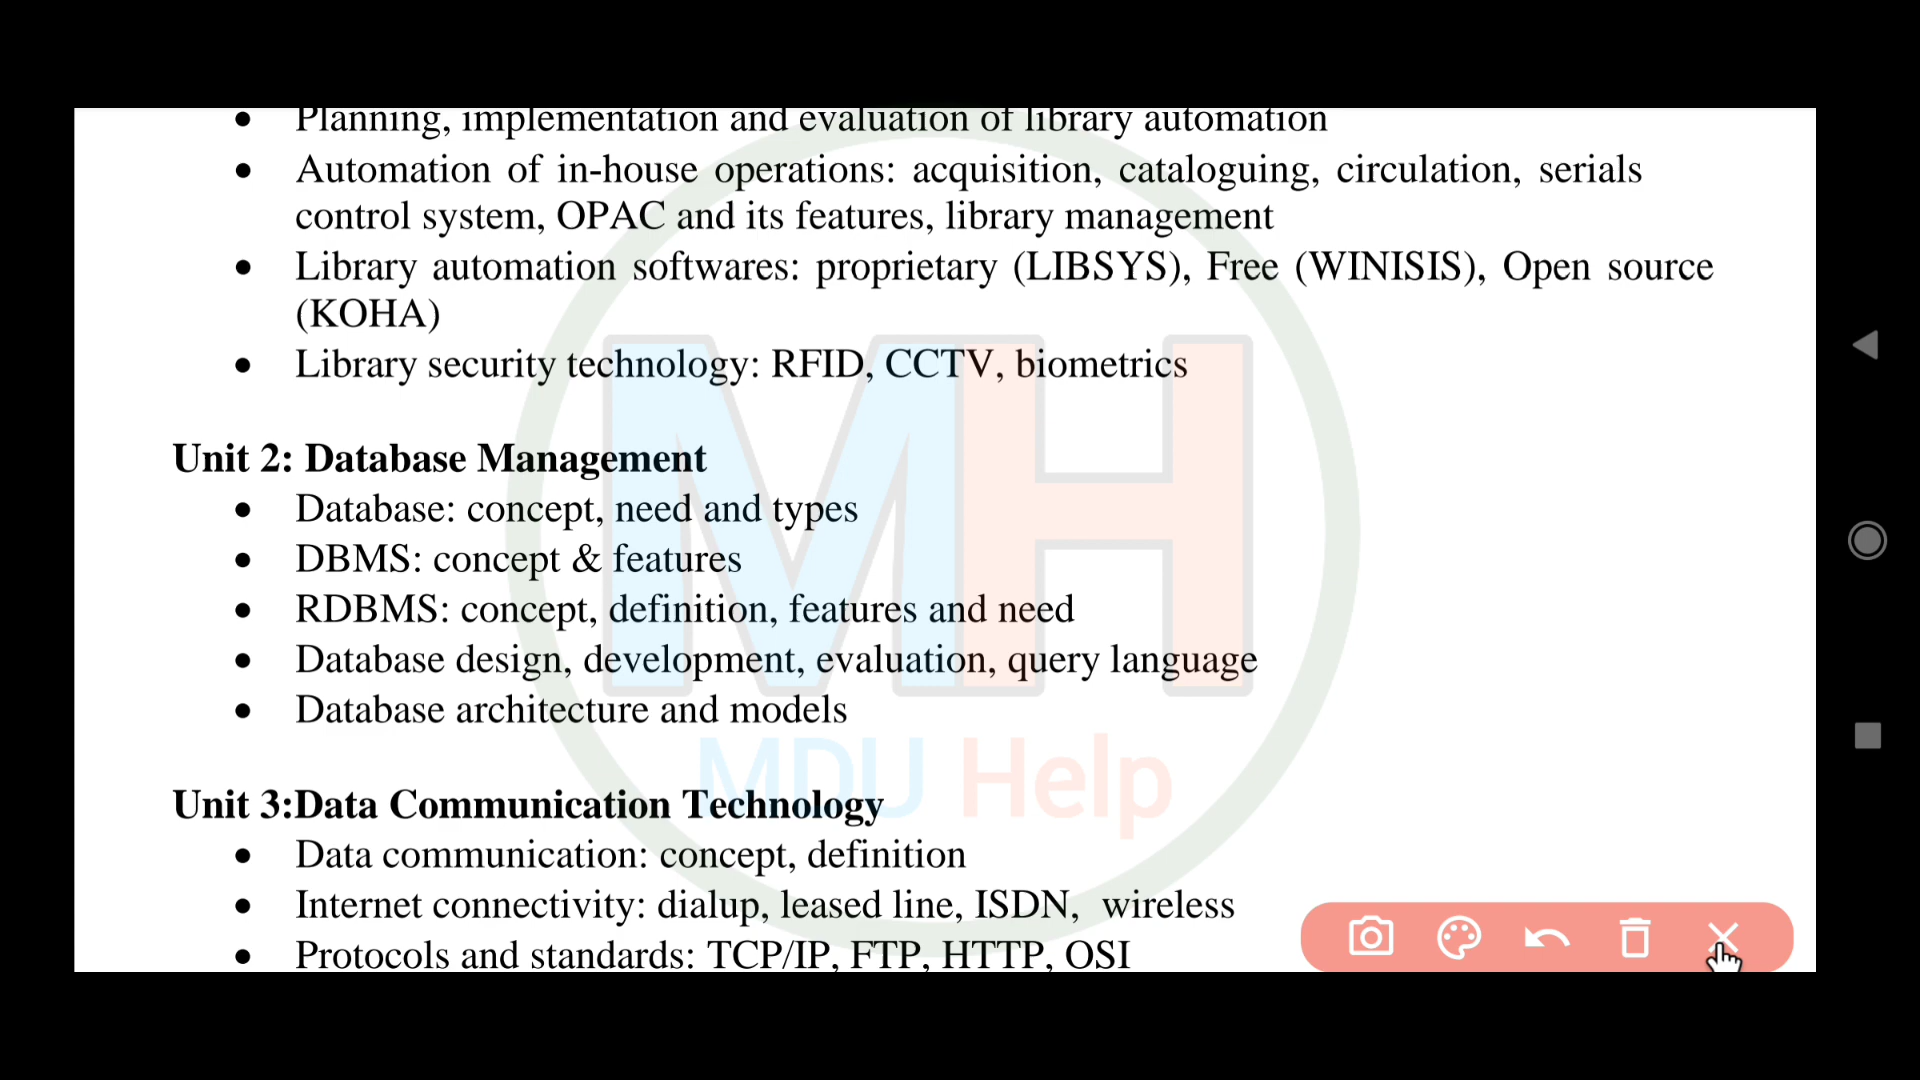 • Planning, implementation and evaluation of library automation
• Automation of in-house operations: acquisition, cataloguing, circulation, serials
control system, OPAC and its features, library management
• Library automation softwares: proprietary (LIBSYS), Free (WINISIS), Open source
(KOHA)
• Library security technology: RFID, CCTV, biometrics
Unit 2: Database Management
• Database: concept, need and types
• DBMS: concept & features
• RDBMS: concept, definition, features and need
• Database design, development, evaluation, query language
• Database architecture and models
MH
MDU Help
Unit 3:Data Communication Technology
• Data communication: concept, definition
• Internet connectivity: dialup, leased line, ISDN,  wireless
• Protocols and standards: TCP/IP, FTP, HTTP, OSI